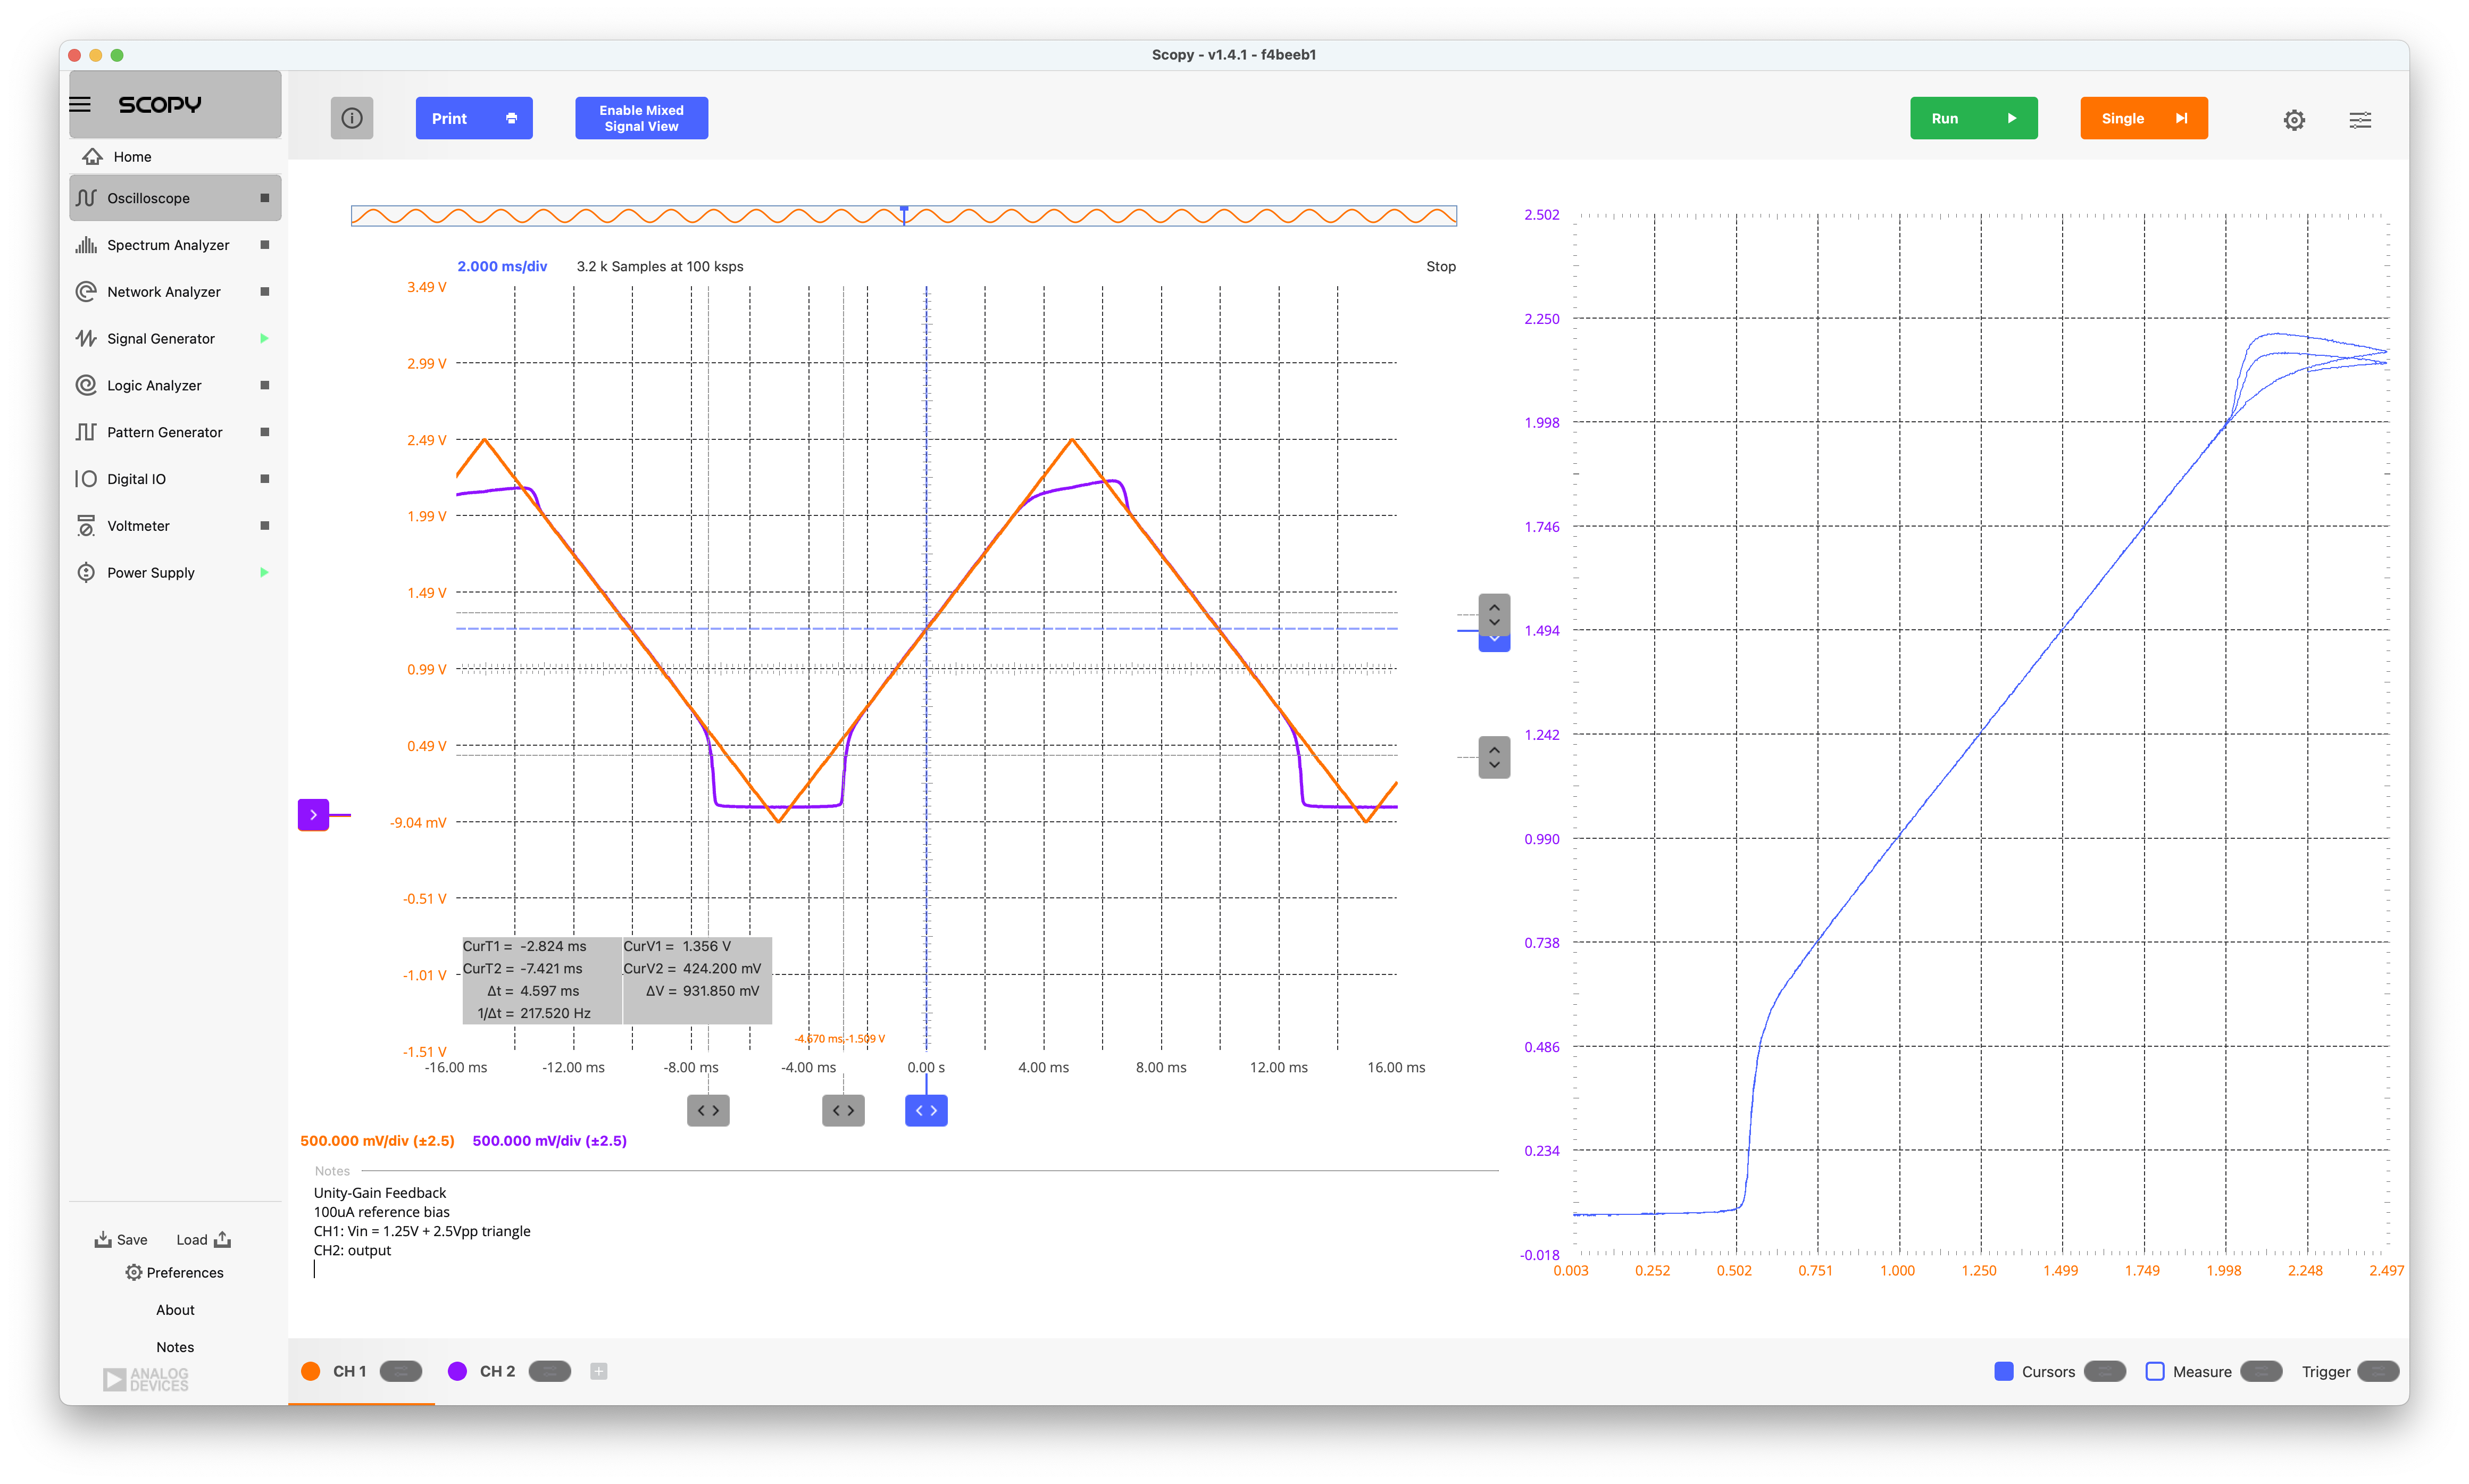 Scopy - v1.4.1 - f4beeb1
SCOPY
Home
Oscilloscope
Spectrum Analyzer
Network Analyzer
Signal Generator
Logic Analyzer
Pattern Generator
Digital IO
Voltmeter
Power Supply
Save Load
Preferences
About
Notes
ANALOG
DEVICES
Print
Enable Mixed
Signal View
Run
Single
2.000 ms/div 3.2 k Samples at 100 ksps Stop
3.49 V
2.99 V
2.49 V
1.99 V
1.49 V
0.99 V
0.49 V
-9.04 mV
-0.51 V
-1.01 V
-1.51 V
CurT1 = -2.824 ms CurV1 = 1.356 V
CurT2 = -7.421 ms CurV2 = 424.200 mV
Δt = 4.597 ms ΔV = 931.850 mV
1/Δt = 217.520 Hz
-4.670 ms,-1.509 V
-16.00 ms -12.00 ms -8.00 ms -4.00 ms 0.00 s 4.00 ms 8.00 ms 12.00 ms 16.00 ms
500.000 mV/div (±2.5) 500.000 mV/div (±2.5)
Notes
Unity-Gain Feedback
100uA reference bias
CH1: Vin = 1.25V + 2.5Vpp triangle
CH2: output
2.502
2.250
1.998
1.746
1.494
1.242
0.990
0.738
0.486
0.234
-0.018
0.003 0.252 0.502 0.751 1.000 1.250 1.499 1.749 1.998 2.248 2.497
CH 1 CH 2 Cursors Measure Trigger